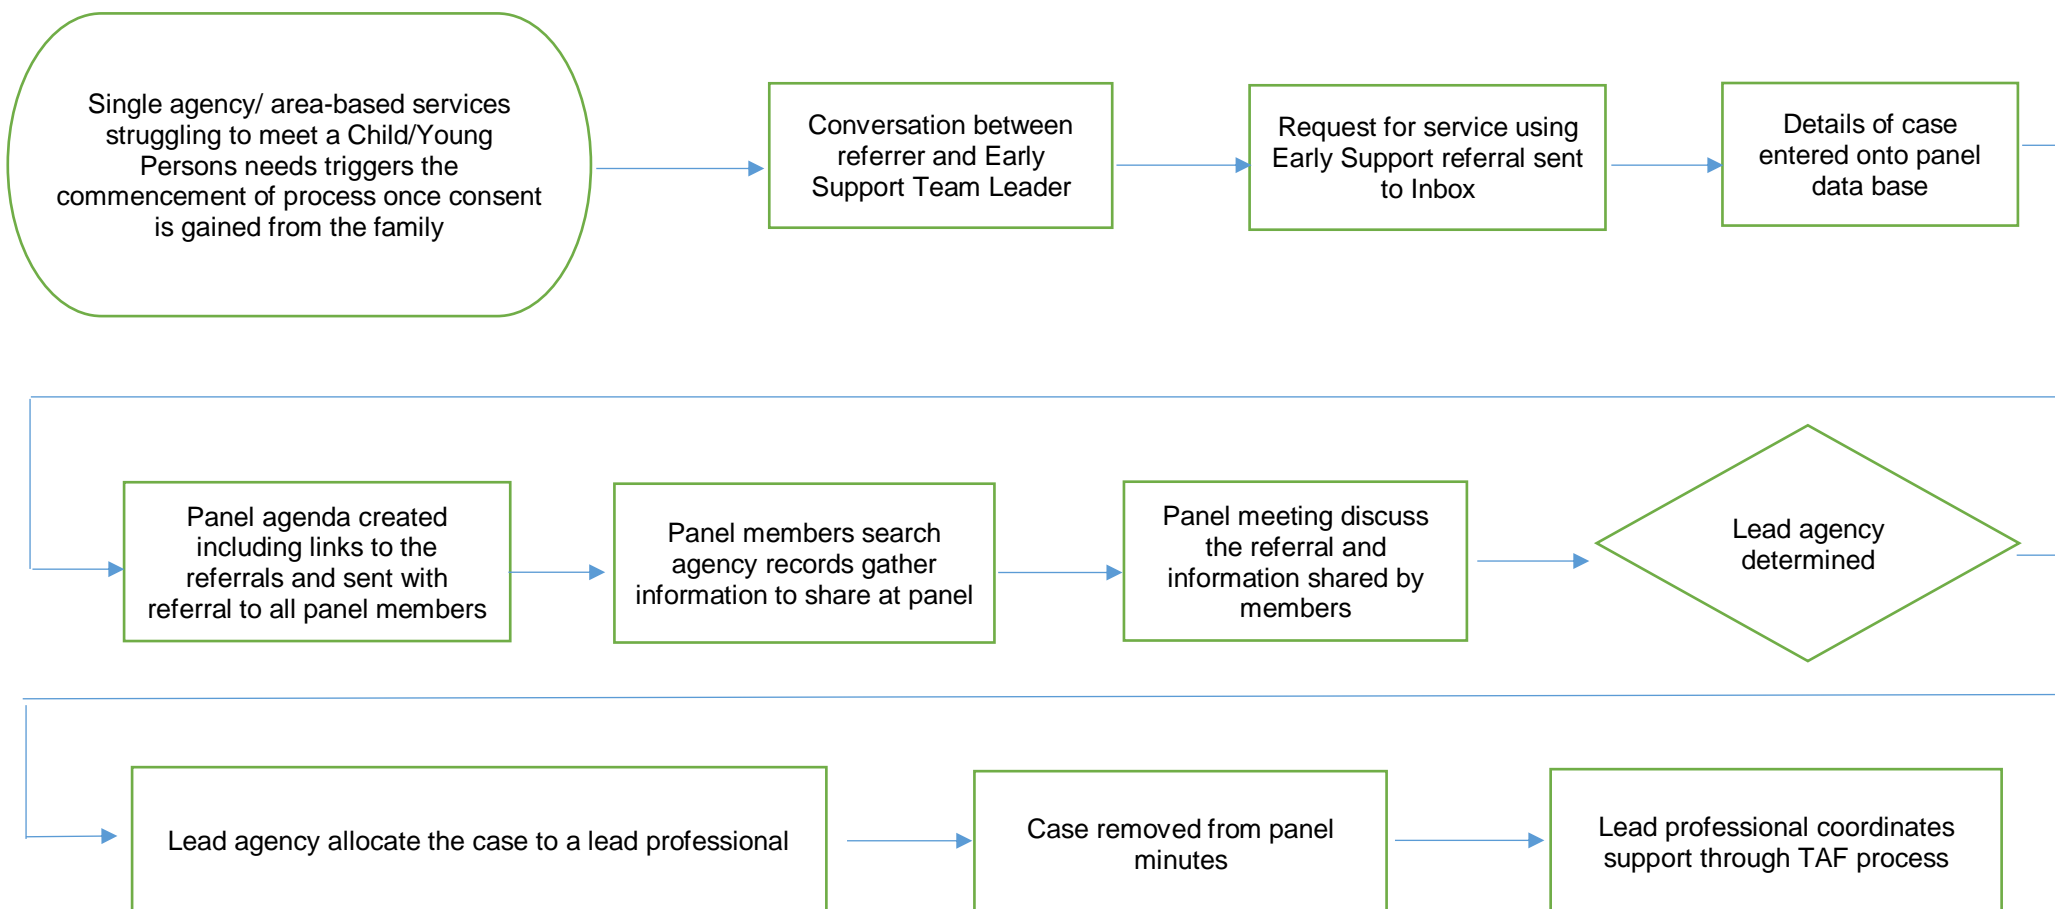 Single agency/ area-based services
struggling to meet a Child/Young
Persons needs triggers the
commencement of process once consent
is gained from the family
Conversation between
referrer and Early
Support Team Leader
Request for service using
Early Support referral sent
to Inbox
Details of case
entered onto panel
data base
Panel agenda created
including links to the
referrals and sent with
referral to all panel members
Panel members search
agency records gather
information to share at panel
Panel meeting discuss
the referral and
information shared by
members
Lead agency
determined
Lead agency allocate the case to a lead professional
Case removed from panel
minutes
Lead professional coordinates
support through TAF process